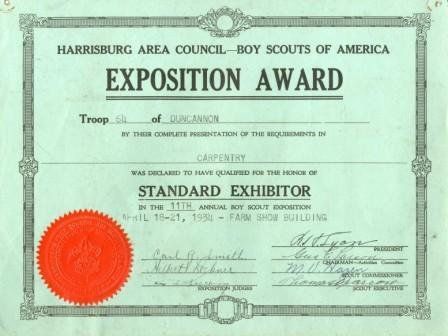 HARRISBURG AREA COUNCIL—BOY SCOUTS OF AMERICA
EXPOSITION AWARD
Troop 64 of DUNCANNON
BY THEIR COMPLETE PRESENTATION OF THE REQUIREMENTS IN
CARPENTRY
WAS DECLARED TO HAVE QUALIFIED FOR THE HONOR OF
STANDARD EXHIBITOR
IN THE 11TH ANNUAL BOY SCOUT EXPOSITION
APRIL 18-21, 1934 - FARM SHOW BUILDING
PRESIDENT
CHAIRMAN—Activities Committee
SCOUT COMMISSIONER
EXPOSITION JUDGES
SCOUT EXECUTIVE